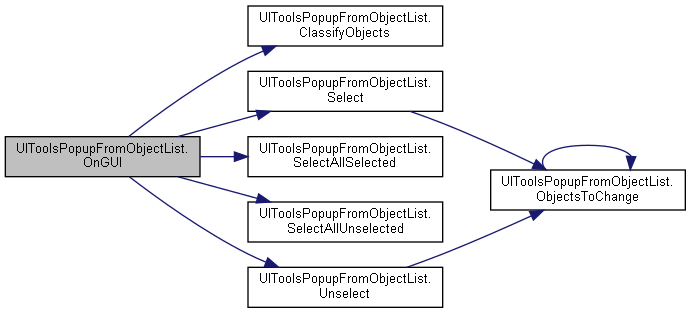 UIToolsPopupFromObjectList.
ClassifyObjects
UIToolsPopupFromObjectList.
Select
UIToolsPopupFromObjectList.
OnGUI
UIToolsPopupFromObjectList.
SelectAllSelected
UIToolsPopupFromObjectList.
ObjectsToChange
UIToolsPopupFromObjectList.
SelectAllUnselected
UIToolsPopupFromObjectList.
Unselect